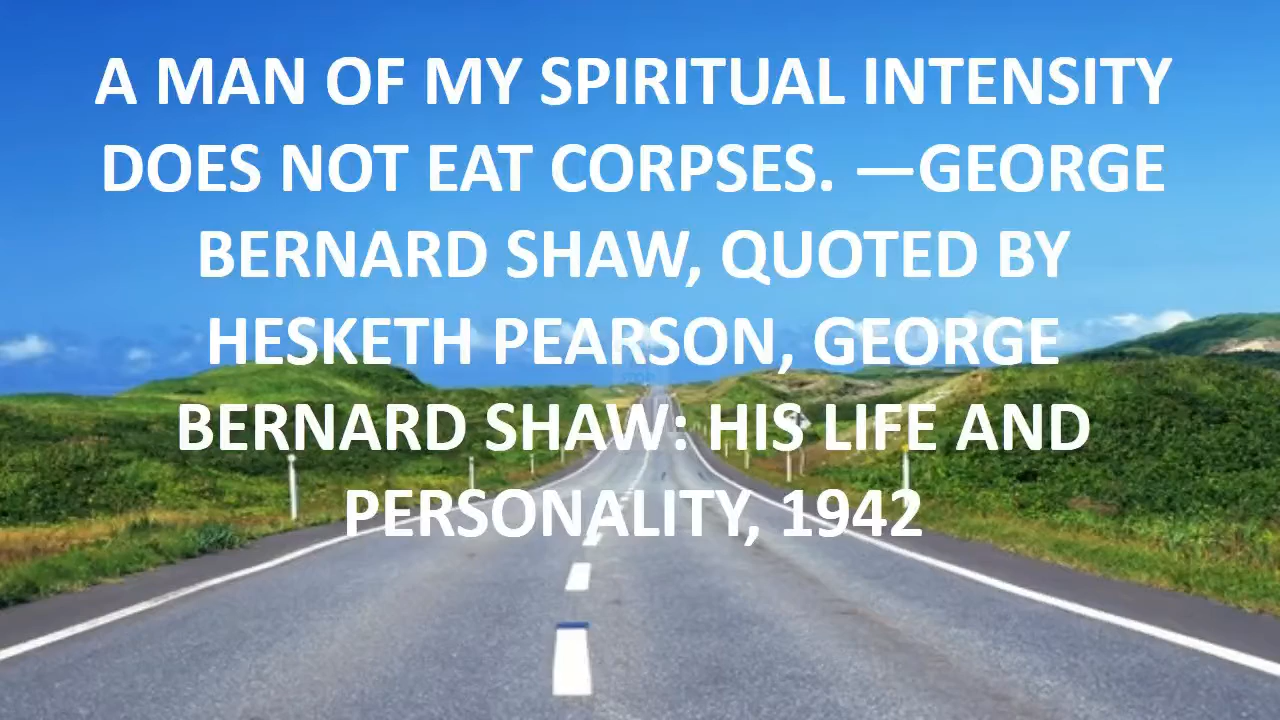 A MAN OF MY SPIRITUAL INTENSITY
DOES NOT EAT CORPSES. —GEORGE
BERNARD SHAW, QUOTED BY
HESKETH PEARSON, GEORGE
BERNARD SHAW: HIS LIFE AND
PERSONALITY, 1942